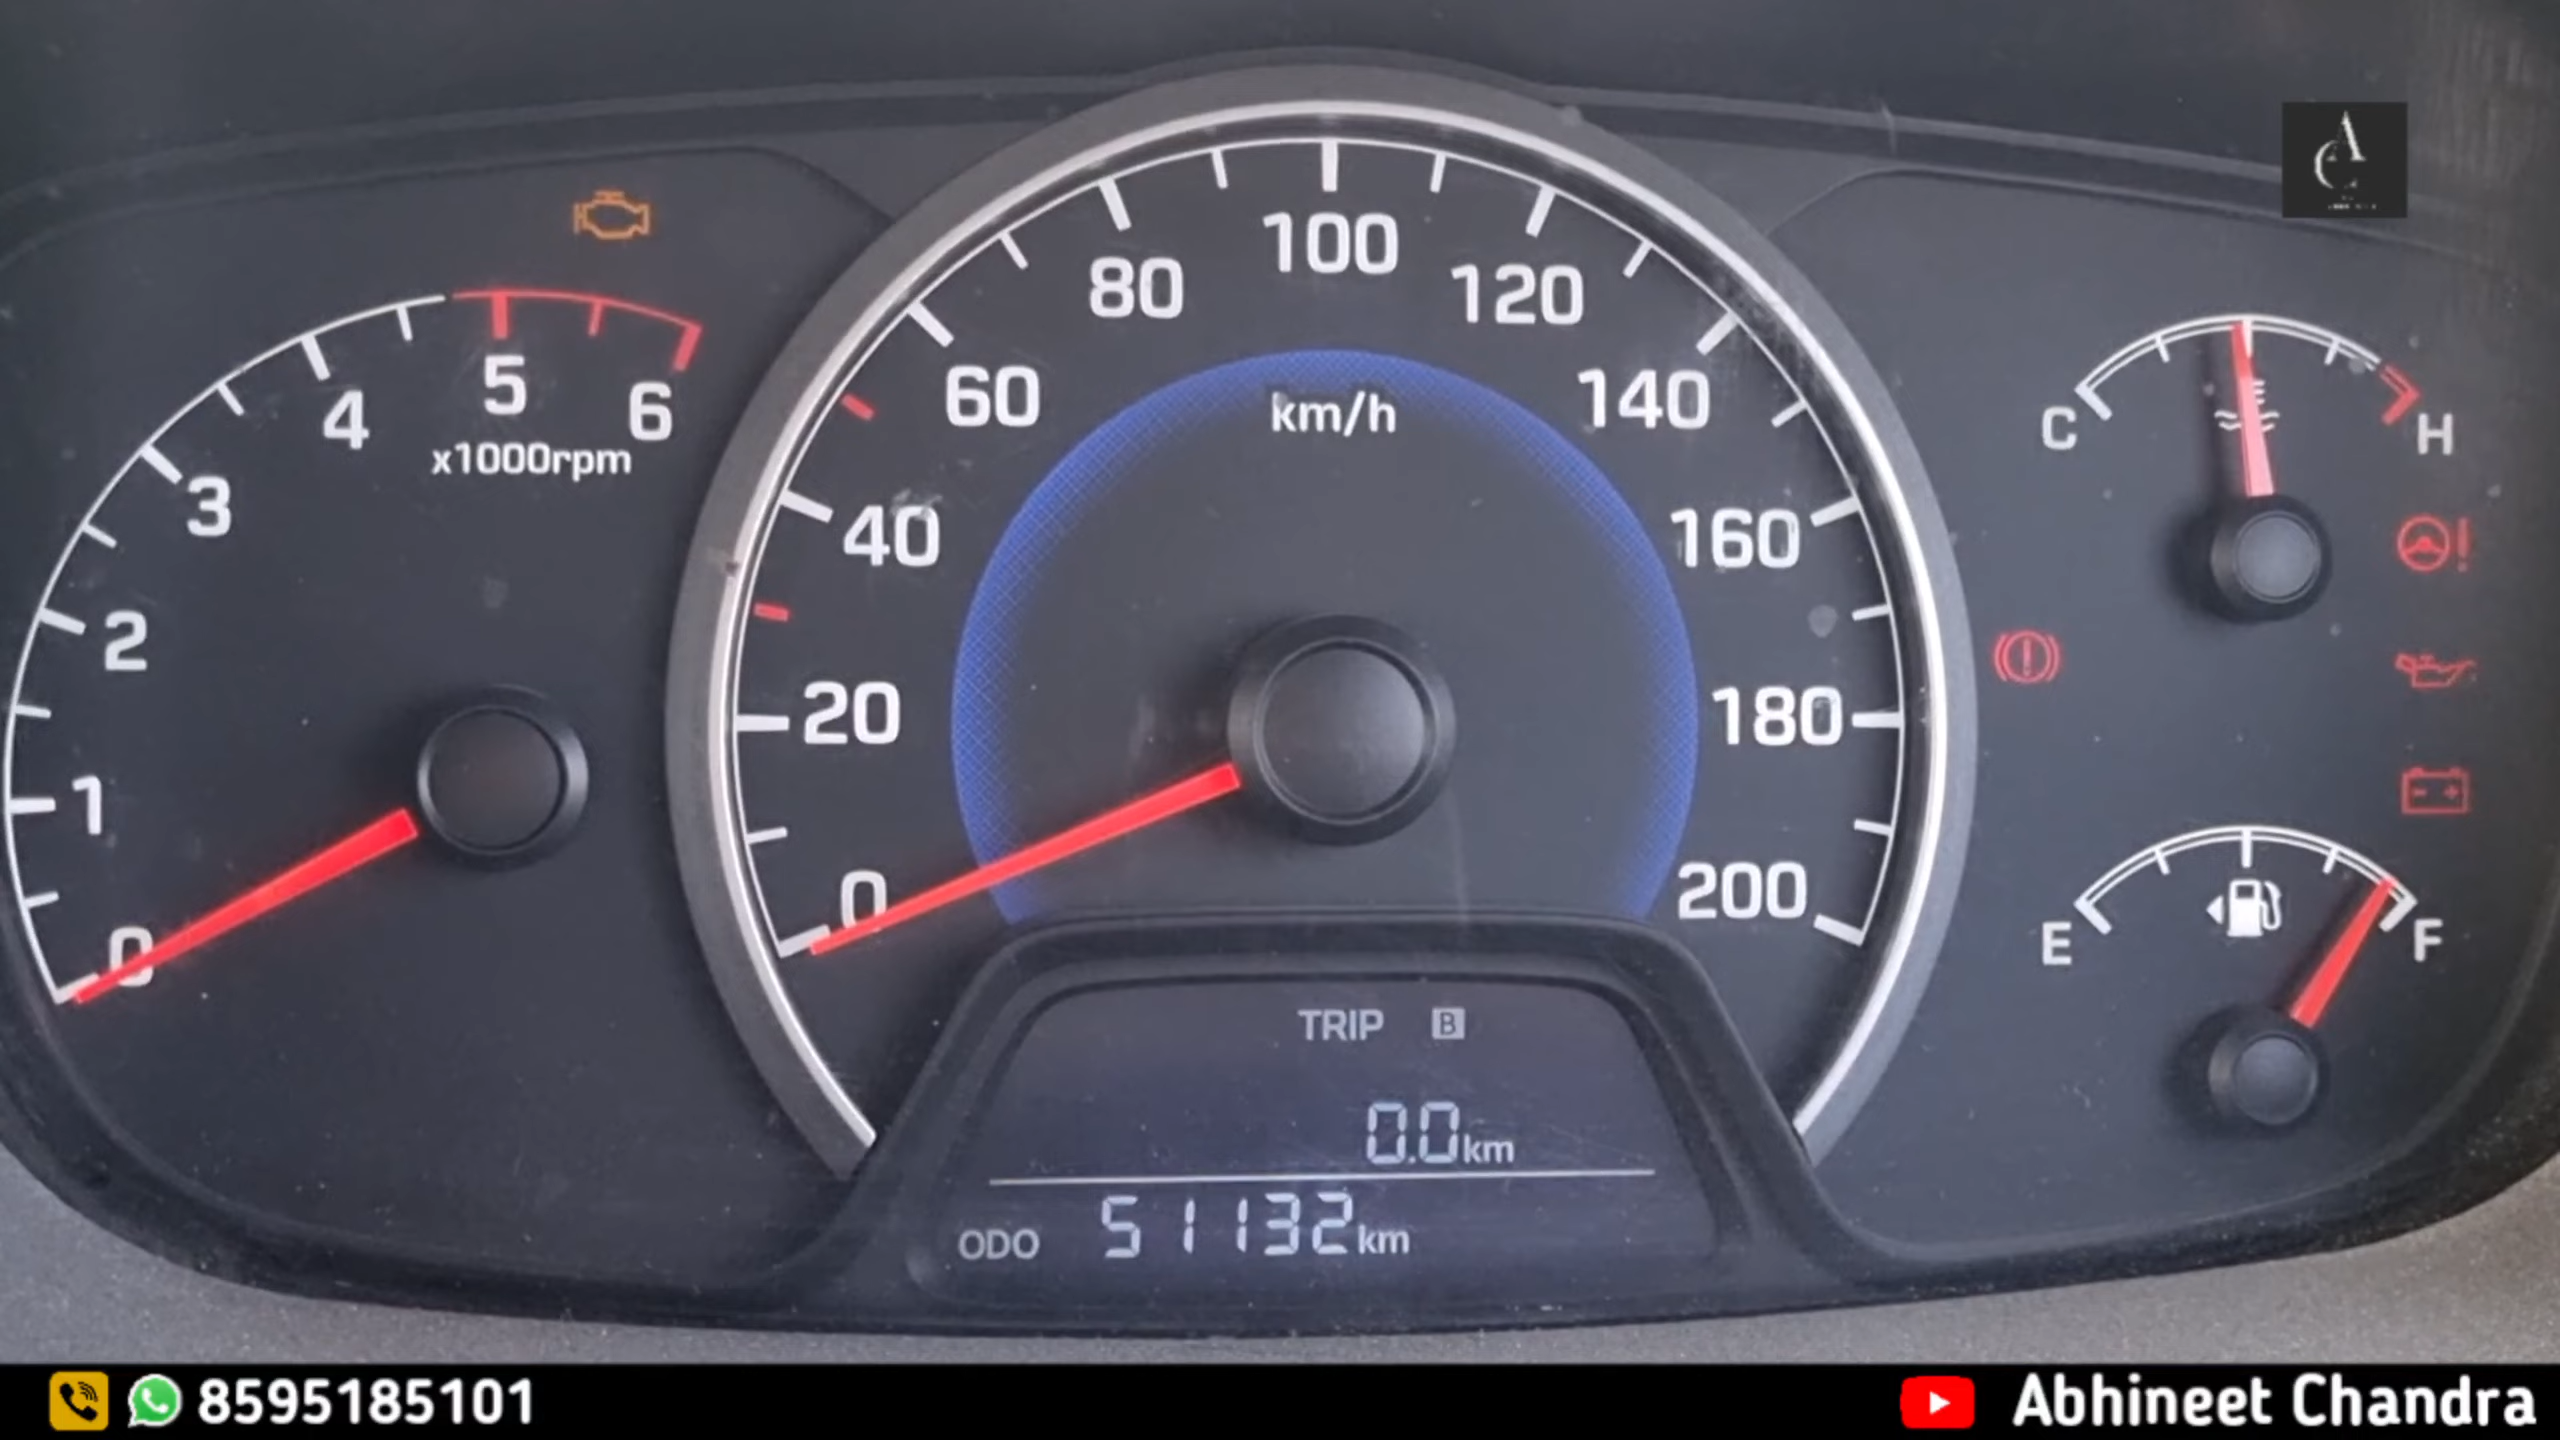 0 1 2 3 4 5 6
x1000rpm
0 20 40 60 80 100 120 140 160 180 200
km/h
C H
E F
TRIP B
0.0km
ODO 51132km
8595185101
Abhineet Chandra